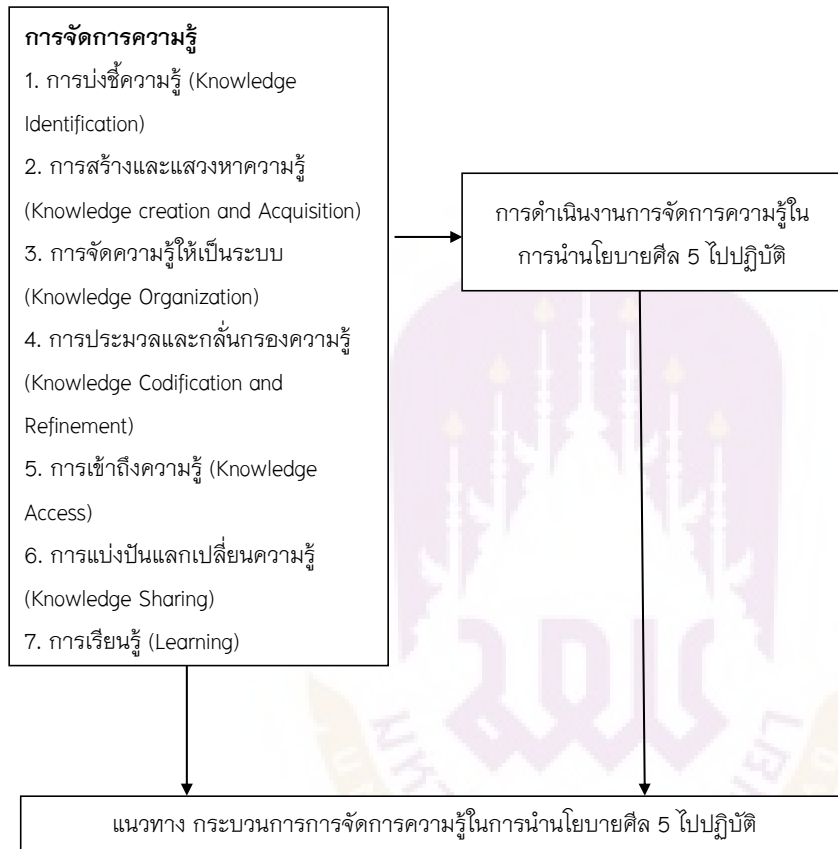 การจัดการความรู้
1. การบ่งชี้ความรู้ (Knowledge
Identification)
2. การสร้างและแสวงหาความรู้
(Knowledge creation and Acquisition)
3. การจัดความรู้ให้เป็นระบบ
(Knowledge Organization)
4. การประมวลและกลั่นกรองความรู้
(Knowledge Codification and
Refinement)
5. การเข้าถึงความรู้ (Knowledge
Access)
6. การแบ่งปันแลกเปลี่ยนความรู้
(Knowledge Sharing)
7. การเรียนรู้ (Learning)
การดำเนินงานการจัดการความรู้ใน
การนำนโยบายศีล 5 ไปปฏิบัติ
แนวทาง กระบวนการการจัดการความรู้ในการนำนโยบายศีล 5 ไปปฏิบัติ